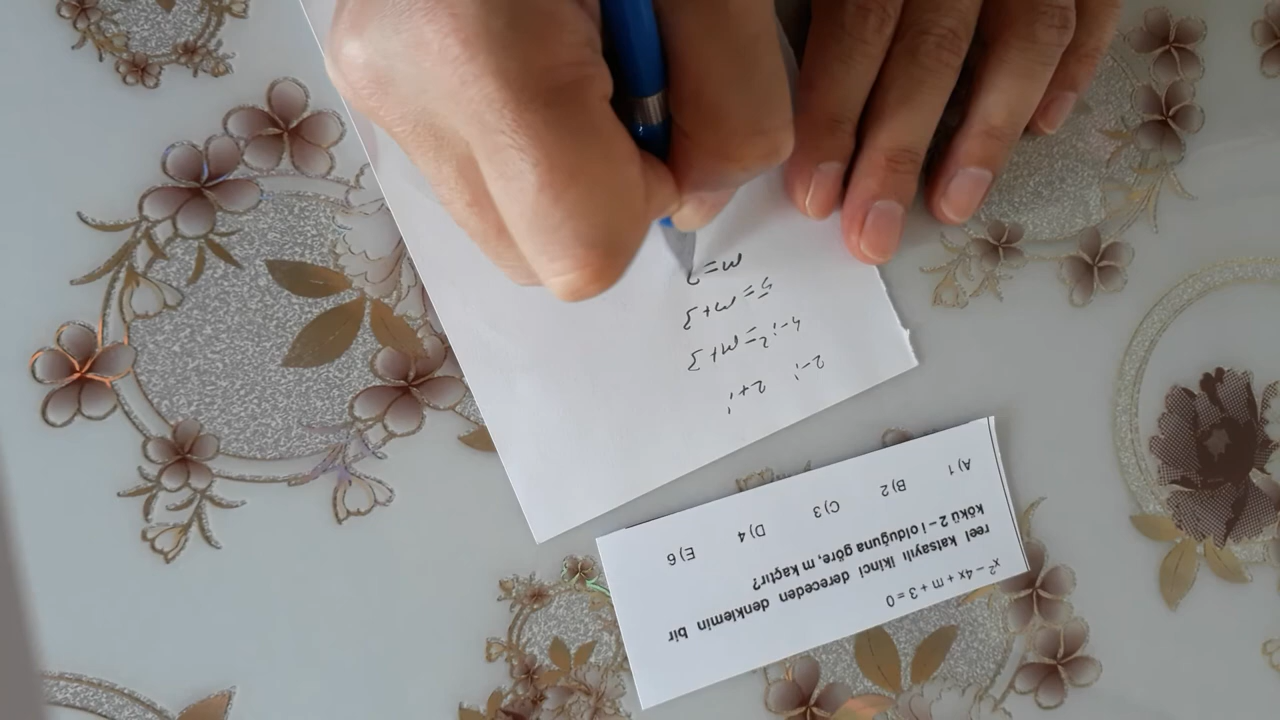 x² – 4x + m + 3 = 0
reel katsayılı ikinci dereceden denklemin bir
kökü 2 – i olduğuna göre, m kaçtır?
A) 1 B) 2 C) 3 D) 4 E) 6
2-i 2+i
4-i²=m+3
5=m+3
m=